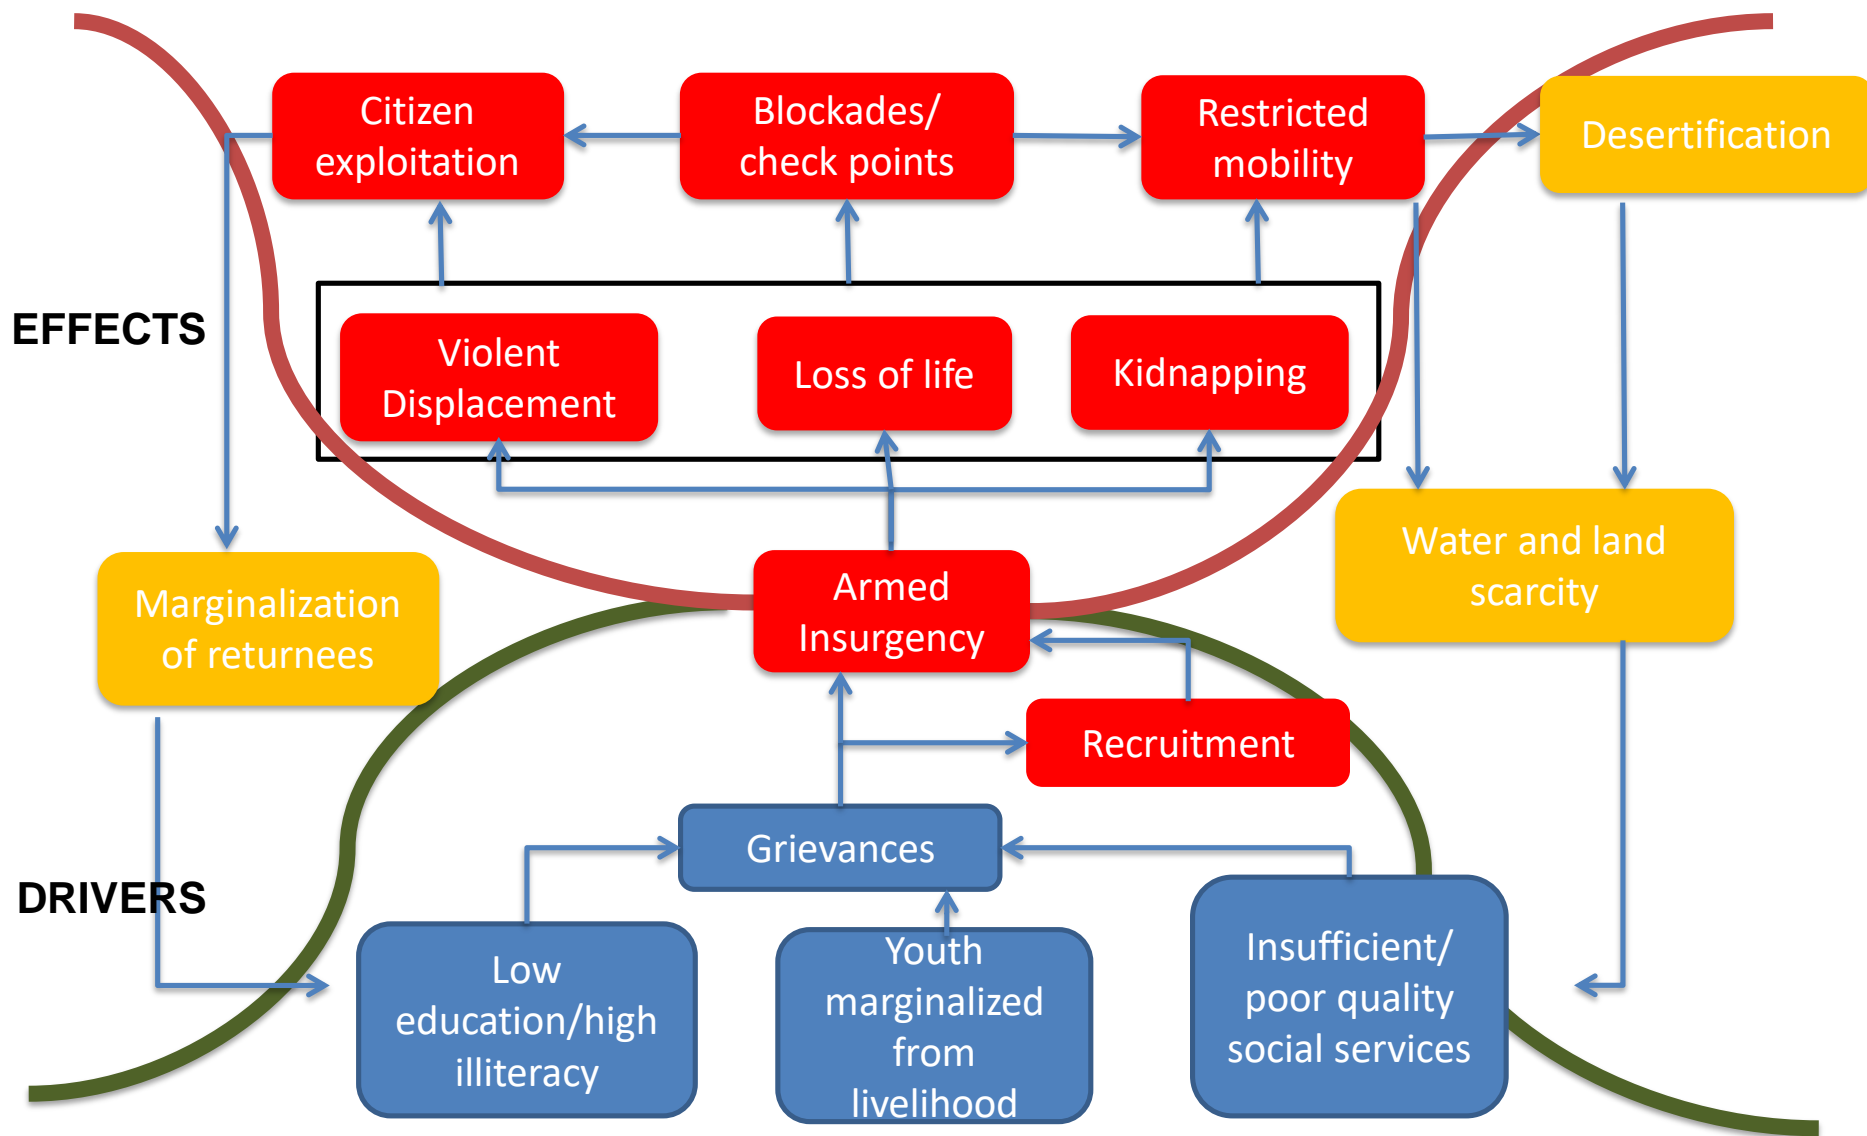 Citizen
exploitation
Blockades/
check points
Restricted
mobility
Desertification
EFFECTS
Violent
Displacement
Loss of life
Kidnapping
Water and land
scarcity
Marginalization
of returnees
Armed
Insurgency
Recruitment
Grievances
DRIVERS
Low
education/high
illiteracy
Youth
marginalized
from
livelihood
Insufficient/
poor quality
social services